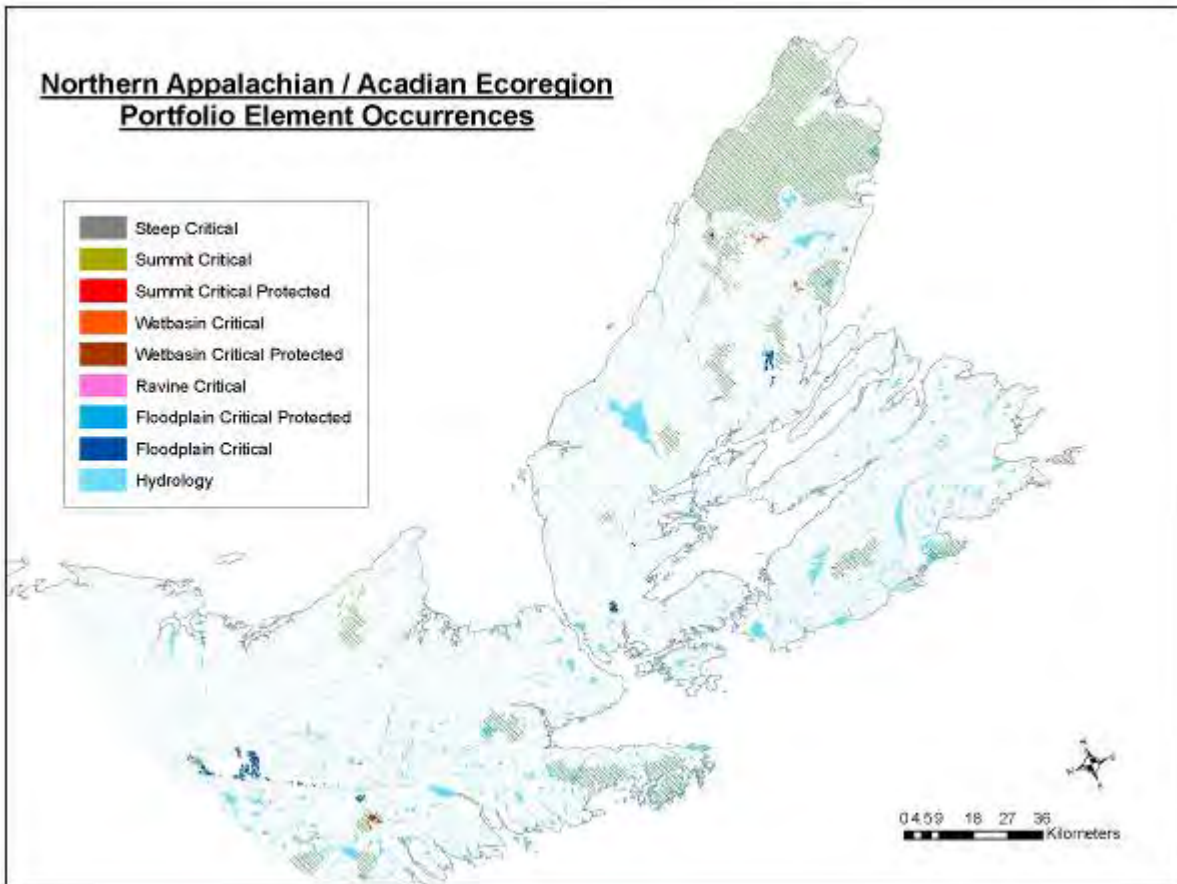 Northern Appalachian / Acadian Ecoregion
Portfolio Element Occurrences
Steep Critical
Summit Critical
Summit Critical Protected
Wetbasin Critical
Wetbasin Critical Protected
Ravine Critical
Floodplain Critical Protected
Floodplain Critical
Hydrology
0 4.5 9 18 27 36
Kilometers